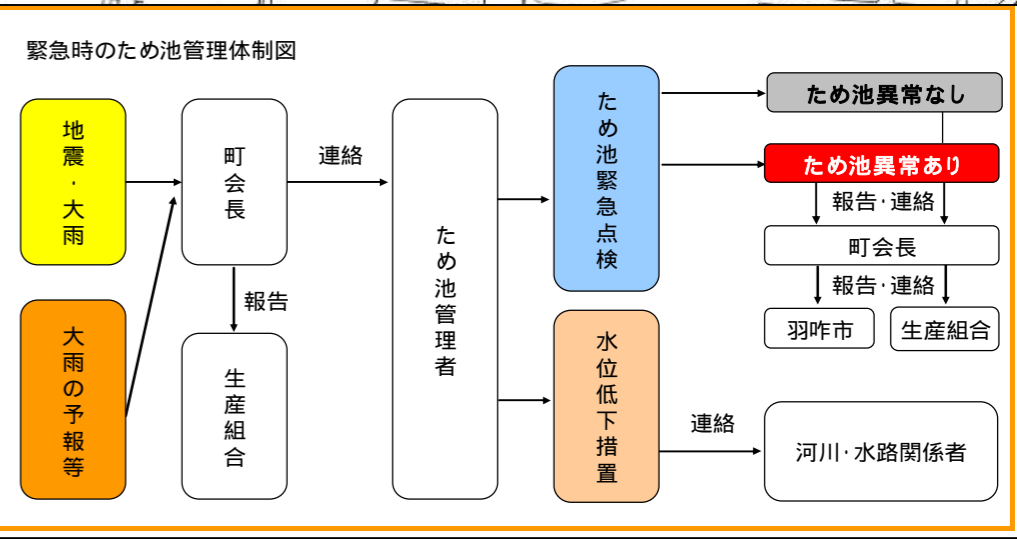 緊急時のため池管理体制図
地震・大雨
大雨の予報等
町会長
報告
生産組合
連絡
ため池管理者
ため池緊急点検
水位低下措置
ため池異常なし
ため池異常あり
報告・連絡
町会長
報告・連絡
羽咋市
生産組合
連絡
河川・水路関係者